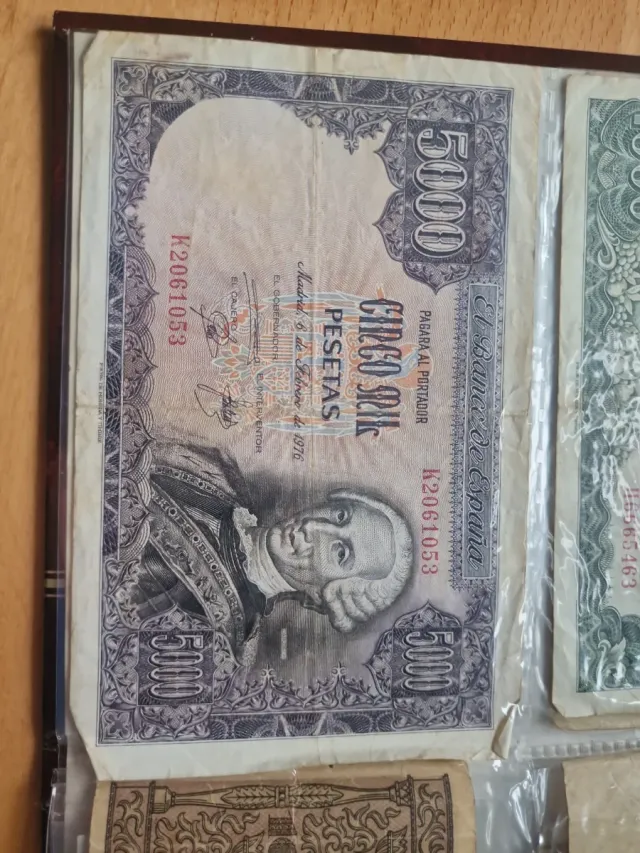 5000
El Banco de España
PAGARA AL PORTADOR
CINCO MIL
PESETAS
K2061053
Madrid, 6 de Febrero de 1976
EL GOBERNADOR
EL INTERVENTOR
EL CAJERO
K2061053
5000
5000